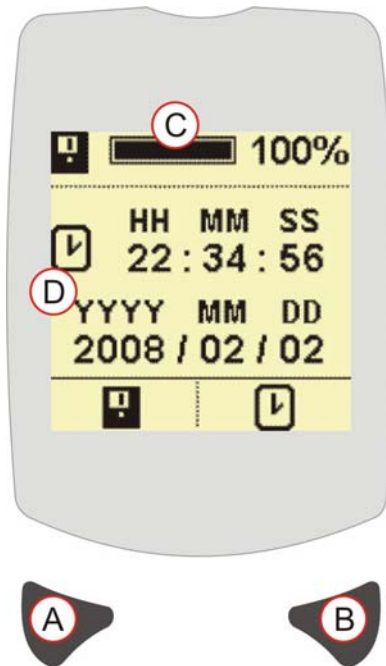 C
100%
HH MM SS
22 : 34 : 56
D
YYYY MM DD
2008 / 02 / 02
A B